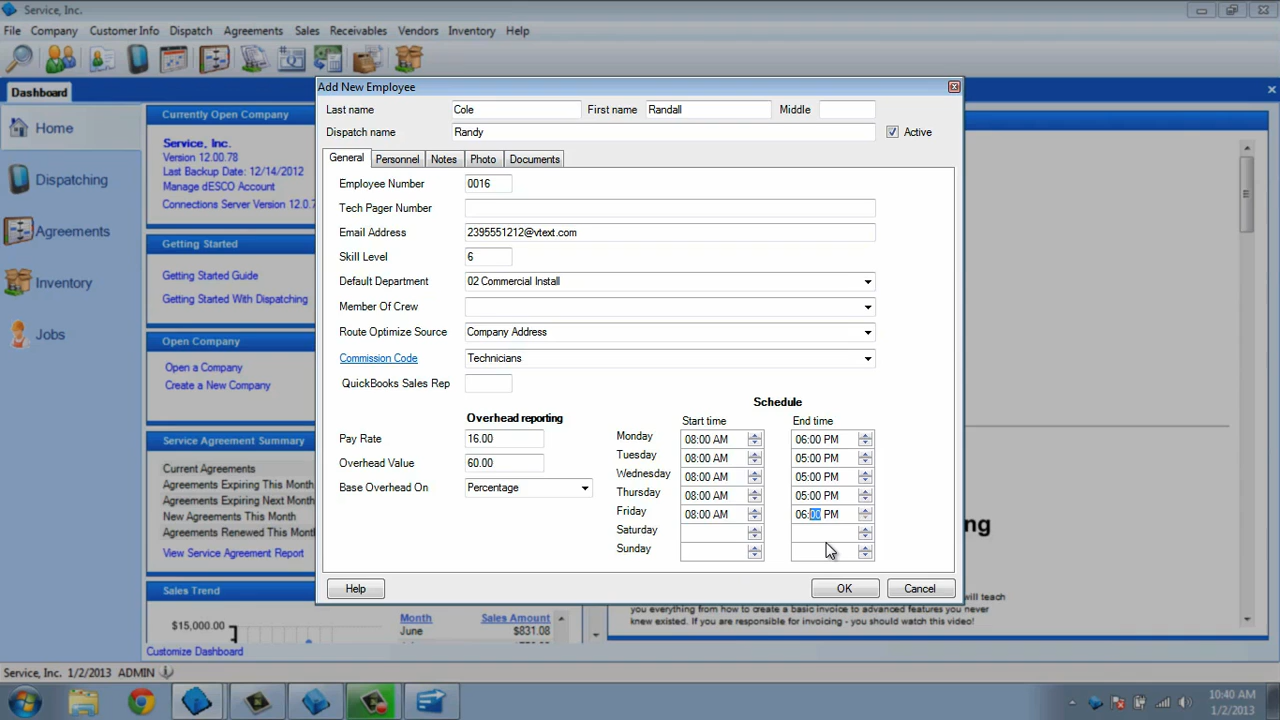 Service, Inc.
File Company Customer Info Dispatch Agreements Sales Receivables Vendors Inventory Help
Dashboard
Home
Dispatching
Agreements
Inventory
Jobs
Currently Open Company
Service, Inc.
Version 12.00.78
Last Backup Date: 12/14/2012
Manage dESCO Account
Connections Server Version 12.0.7
Getting Started
Getting Started Guide
Getting Started With Dispatching
Open Company
Open a Company
Create a New Company
Service Agreement Summary
Current Agreements
Agreements Expiring This Month
Agreements Expiring Next Month
New Agreements This Month
Agreements Renewed This Month
View Service Agreement Report
Sales Trend
$15,000.00
Month Sales Amount
June $831.08
Customize Dashboard
Add New Employee
Last name Cole First name Randall Middle
Dispatch name Randy Active
General Personnel Notes Photo Documents
Employee Number 0016
Tech Pager Number
Email Address 2395551212@vtext.com
Skill Level 6
Default Department 02 Commercial Install
Member Of Crew
Route Optimize Source Company Address
Commission Code Technicians
QuickBooks Sales Rep
Overhead reporting
Pay Rate 16.00
Overhead Value 60.00
Base Overhead On Percentage
Schedule
Start time End time
Monday 08:00 AM 06:00 PM
Tuesday 08:00 AM 05:00 PM
Wednesday 08:00 AM 05:00 PM
Thursday 08:00 AM 05:00 PM
Friday 08:00 AM 06:00 PM
Saturday
Sunday
Help OK Cancel
ng
will teach
you everything from how to create a basic invoice to advanced features you never
knew existed. If you are responsible for invoicing - you should watch this video!
Service, Inc. 1/2/2013 ADMIN
10:40 AM
1/2/2013